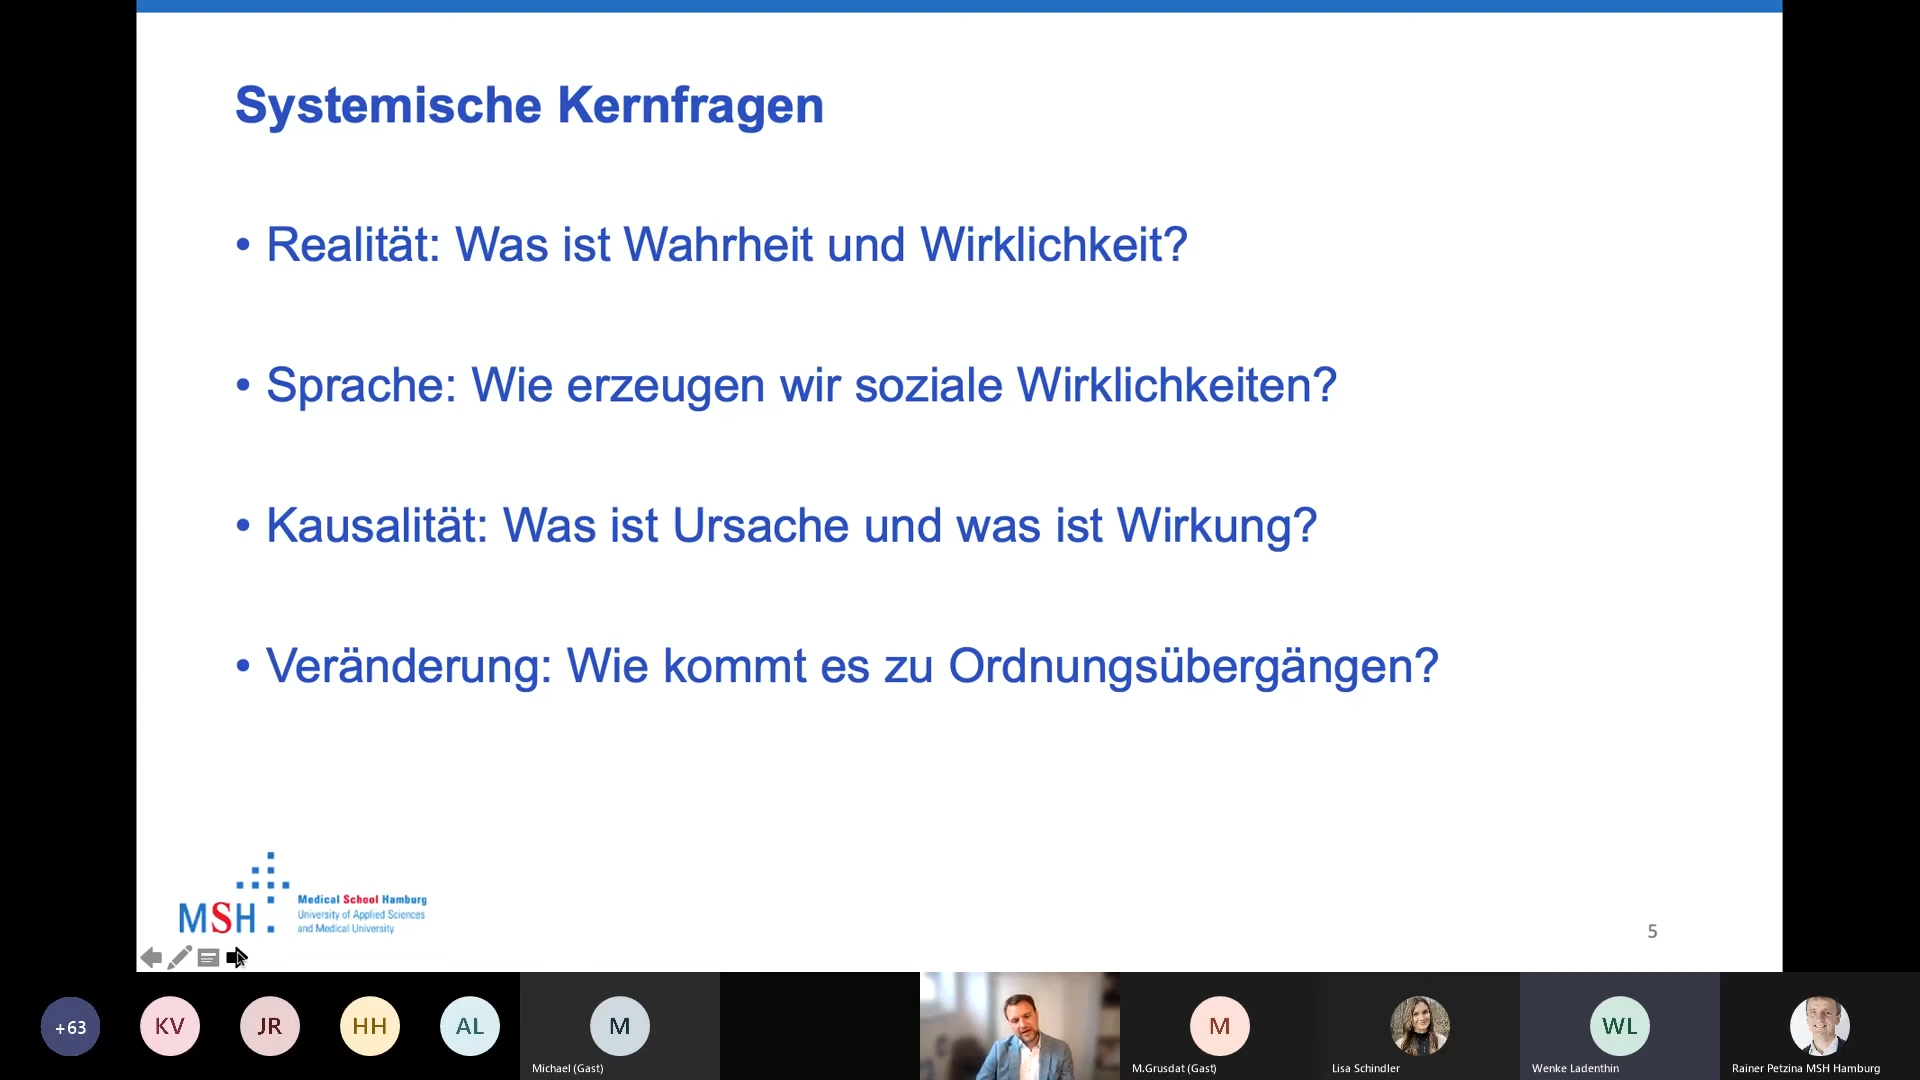 Systemische Kernfragen
• Realität: Was ist Wahrheit und Wirklichkeit?
• Sprache: Wie erzeugen wir soziale Wirklichkeiten?
• Kausalität: Was ist Ursache und was ist Wirkung?
• Veränderung: Wie kommt es zu Ordnungsübergängen?
MSH
Medical School Hamburg
University of Applied Sciences
and Medical University
5
+63
KV
JR
HH
AL
M
Michael (Gast)
M
M.Grusdat (Gast)
Lisa Schindler
WL
Wenke Ladenthin
Rainer Petzina MSH Hamburg